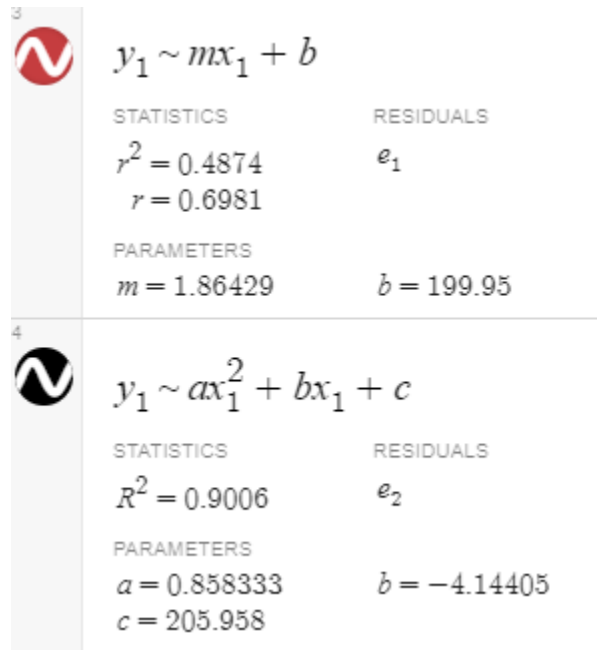 3
y₁ ~ mx₁ + b
STATISTICS RESIDUALS
r² = 0.4874 e₁
r = 0.6981
PARAMETERS
m = 1.86429 b = 199.95
4
y₁ ~ ax₁² + bx₁ + c
STATISTICS RESIDUALS
R² = 0.9006 e₂
PARAMETERS
a = 0.858333 b = −4.14405
c = 205.958